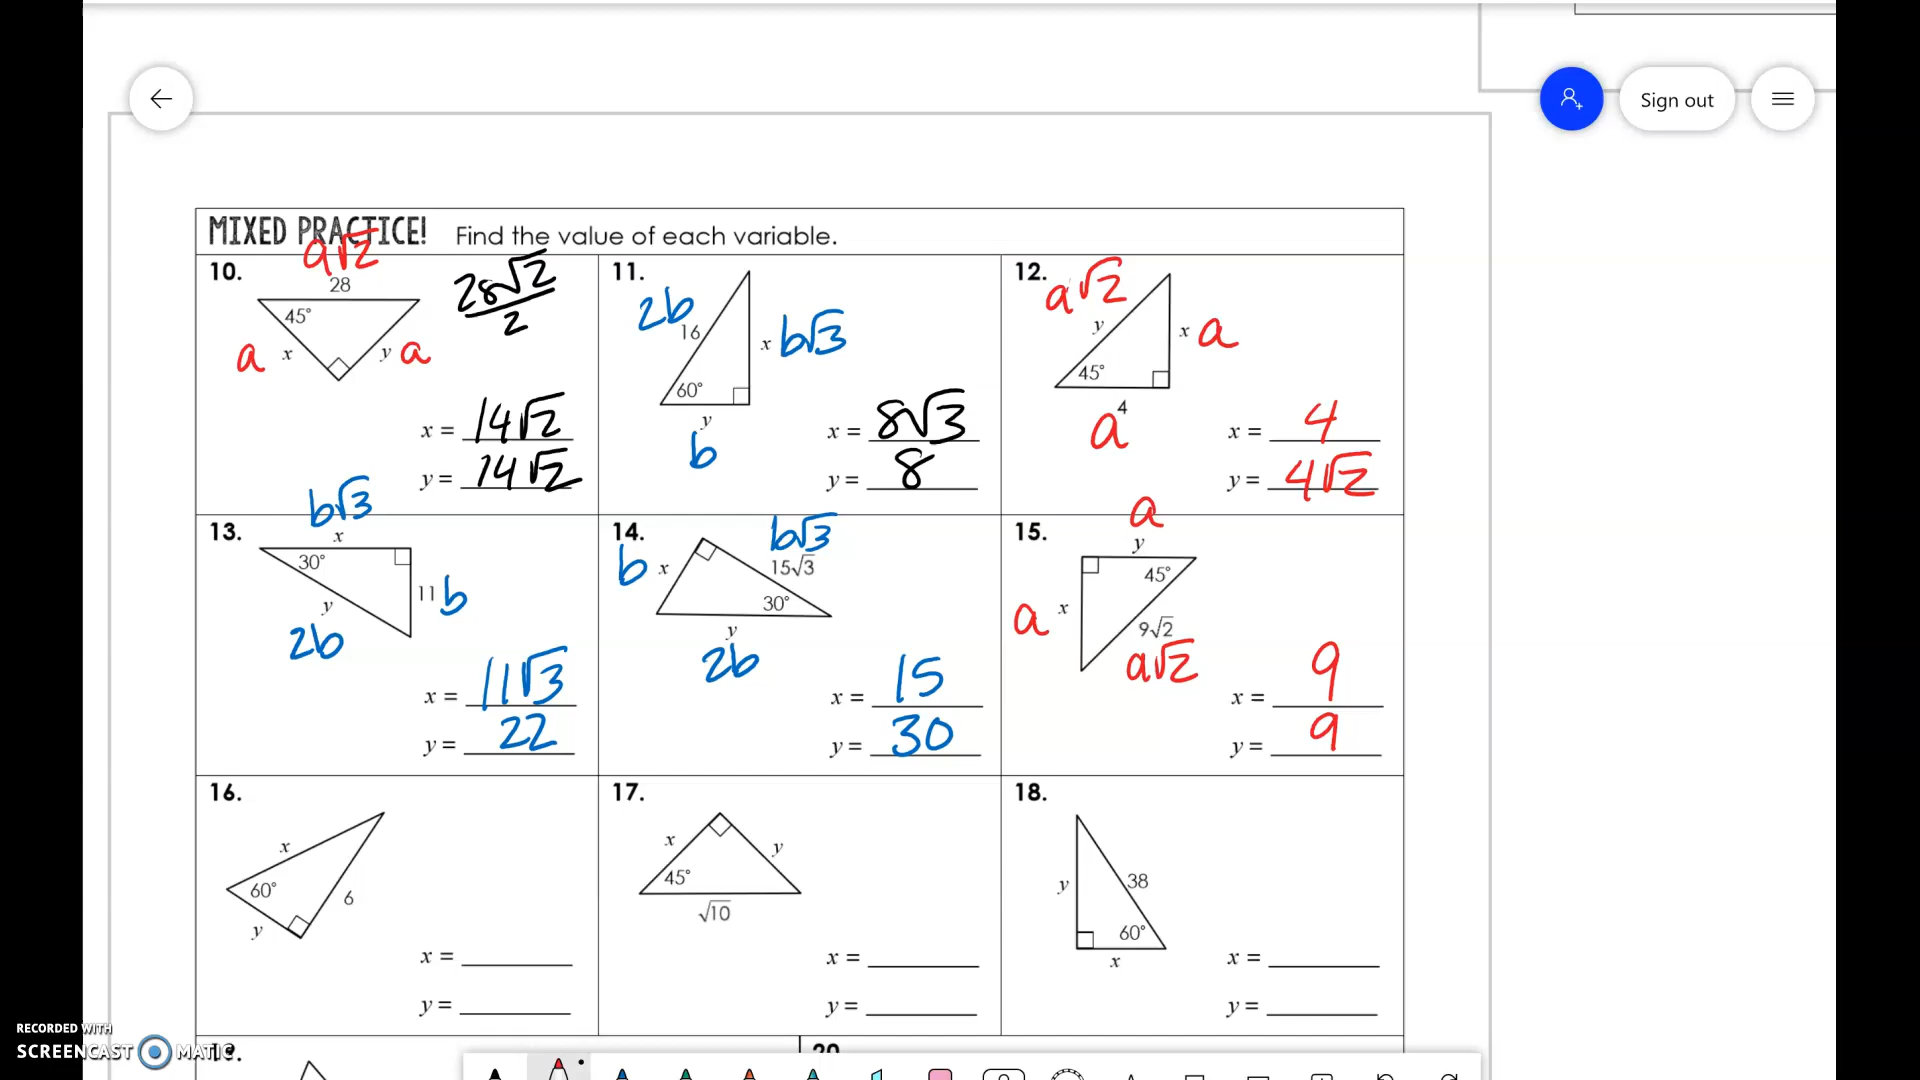 Sign out
MIXED PRACTICE! Find the value of each variable.
10.
a√2
28
45°
a x
y a
28√2
2
x = 14√2
y = 14√2
11.
2b
16
x b√3
60°
y
b
x = 8√3
y = 8
12.
a√2
y
x a
45°
4
a
x = 4
y = 4√2
13.
b√3
x
30°
11 b
y
2b
x = 11√3
y = 22
14.
b√3
b x
15√3
30°
y
2b
x = 15
y = 30
15.
a
y
45°
a x
9√2
a√2
x = 9
y = 9
16.
x
60°
6
y
x =
y =
17.
x
y
45°
√10
x =
y =
18.
y
38
60°
x
x =
y =
20.
RECORDED WITH
SCREENCAST MATIC